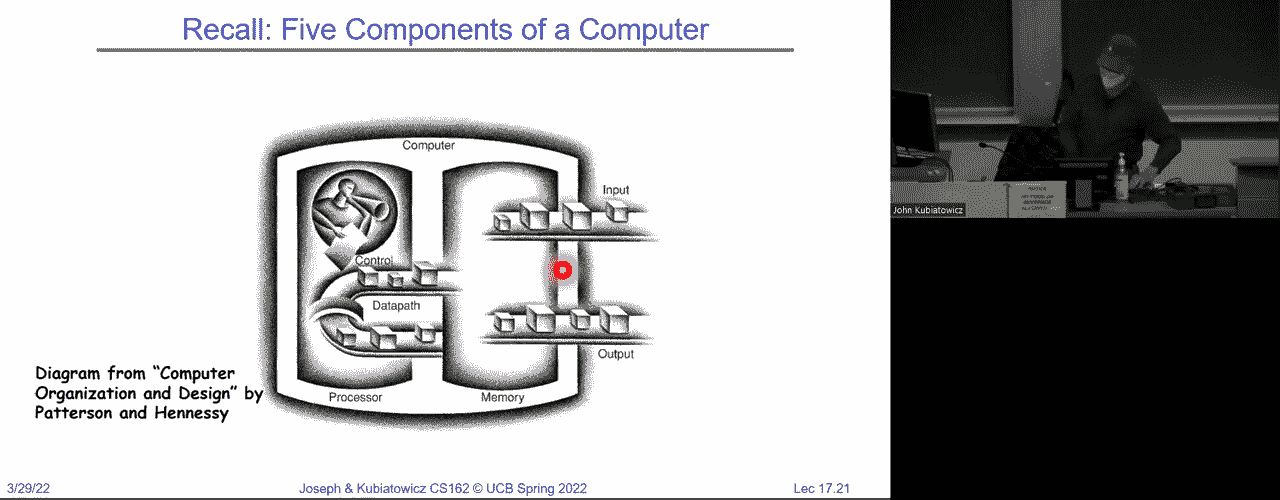 Recall: Five Components of a Computer
Computer
Input
Control
Datapath
Output
Diagram from “Computer
Organization and Design” by
Patterson and Hennessy
Processor
Memory
3/29/22
Joseph & Kubiatowicz CS162 © UCB Spring 2022
Lec 17.21
John Kubiatowicz